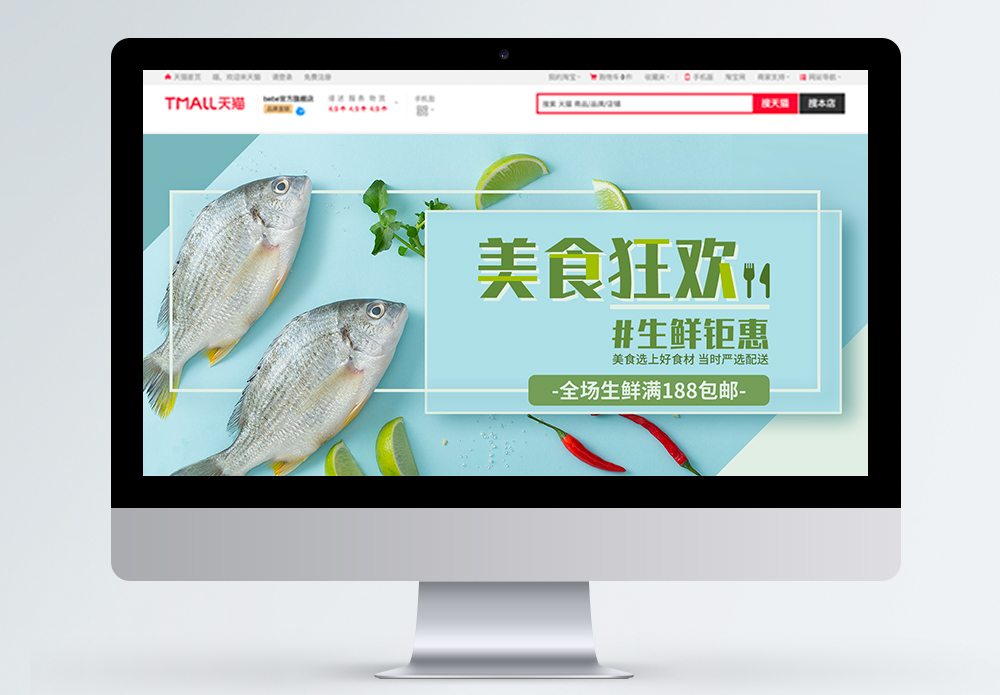 天猫首页 喵，欢迎来天猫 请登录 免费注册 我的淘宝 购物车0件 收藏夹 手机版 淘宝网 商家支持 网站导航
TMALL天猫 bebe官方旗舰店 描述 服务 物流 手机逛
品牌直销 4.9 4.9 4.9
搜索 天猫 商品/品牌/店铺 搜天猫 搜本店
美食狂欢
#生鲜钜惠
美食选上好食材 当时严选配送
-全场生鲜满188包邮-